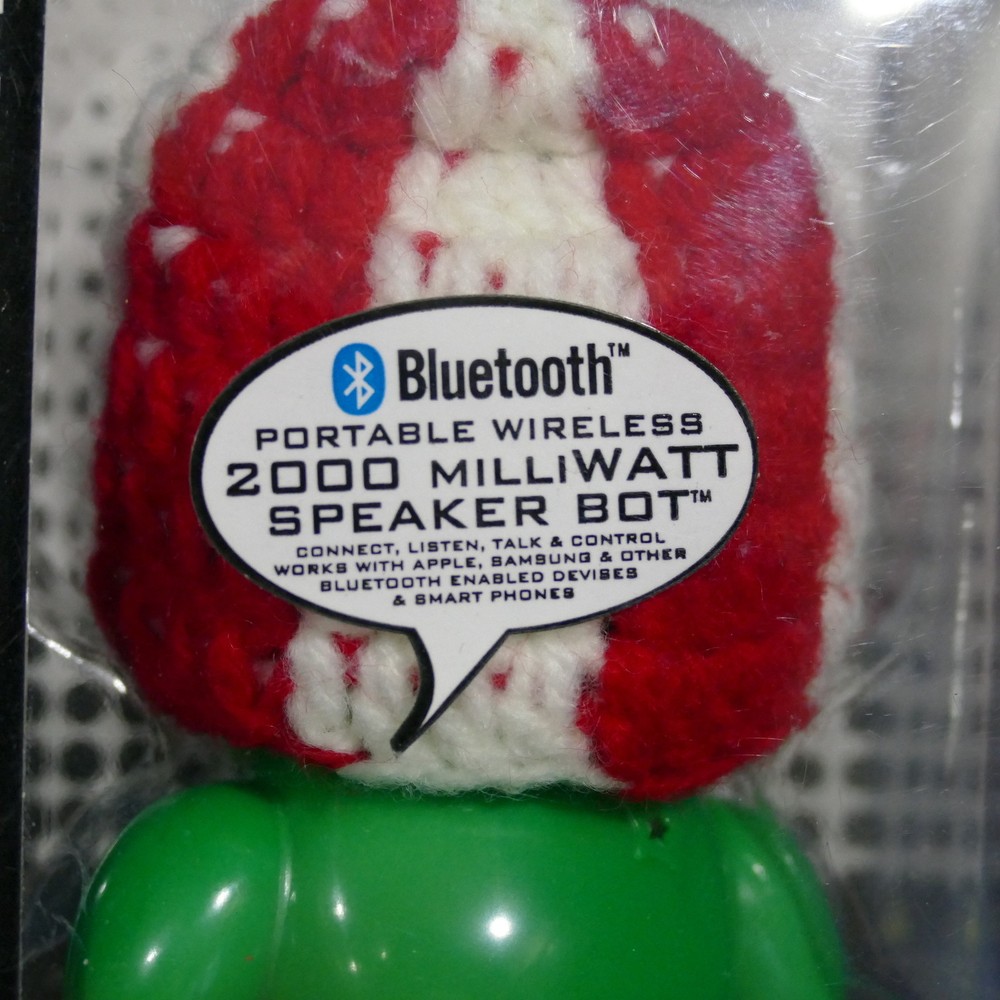 Bluetooth™
PORTABLE WIRELESS
2000 MILLIWATT
SPEAKER BOT™
CONNECT, LISTEN, TALK & CONTROL
WORKS WITH APPLE, SAMSUNG & OTHER
BLUETOOTH ENABLED DEVISES
& SMART PHONES